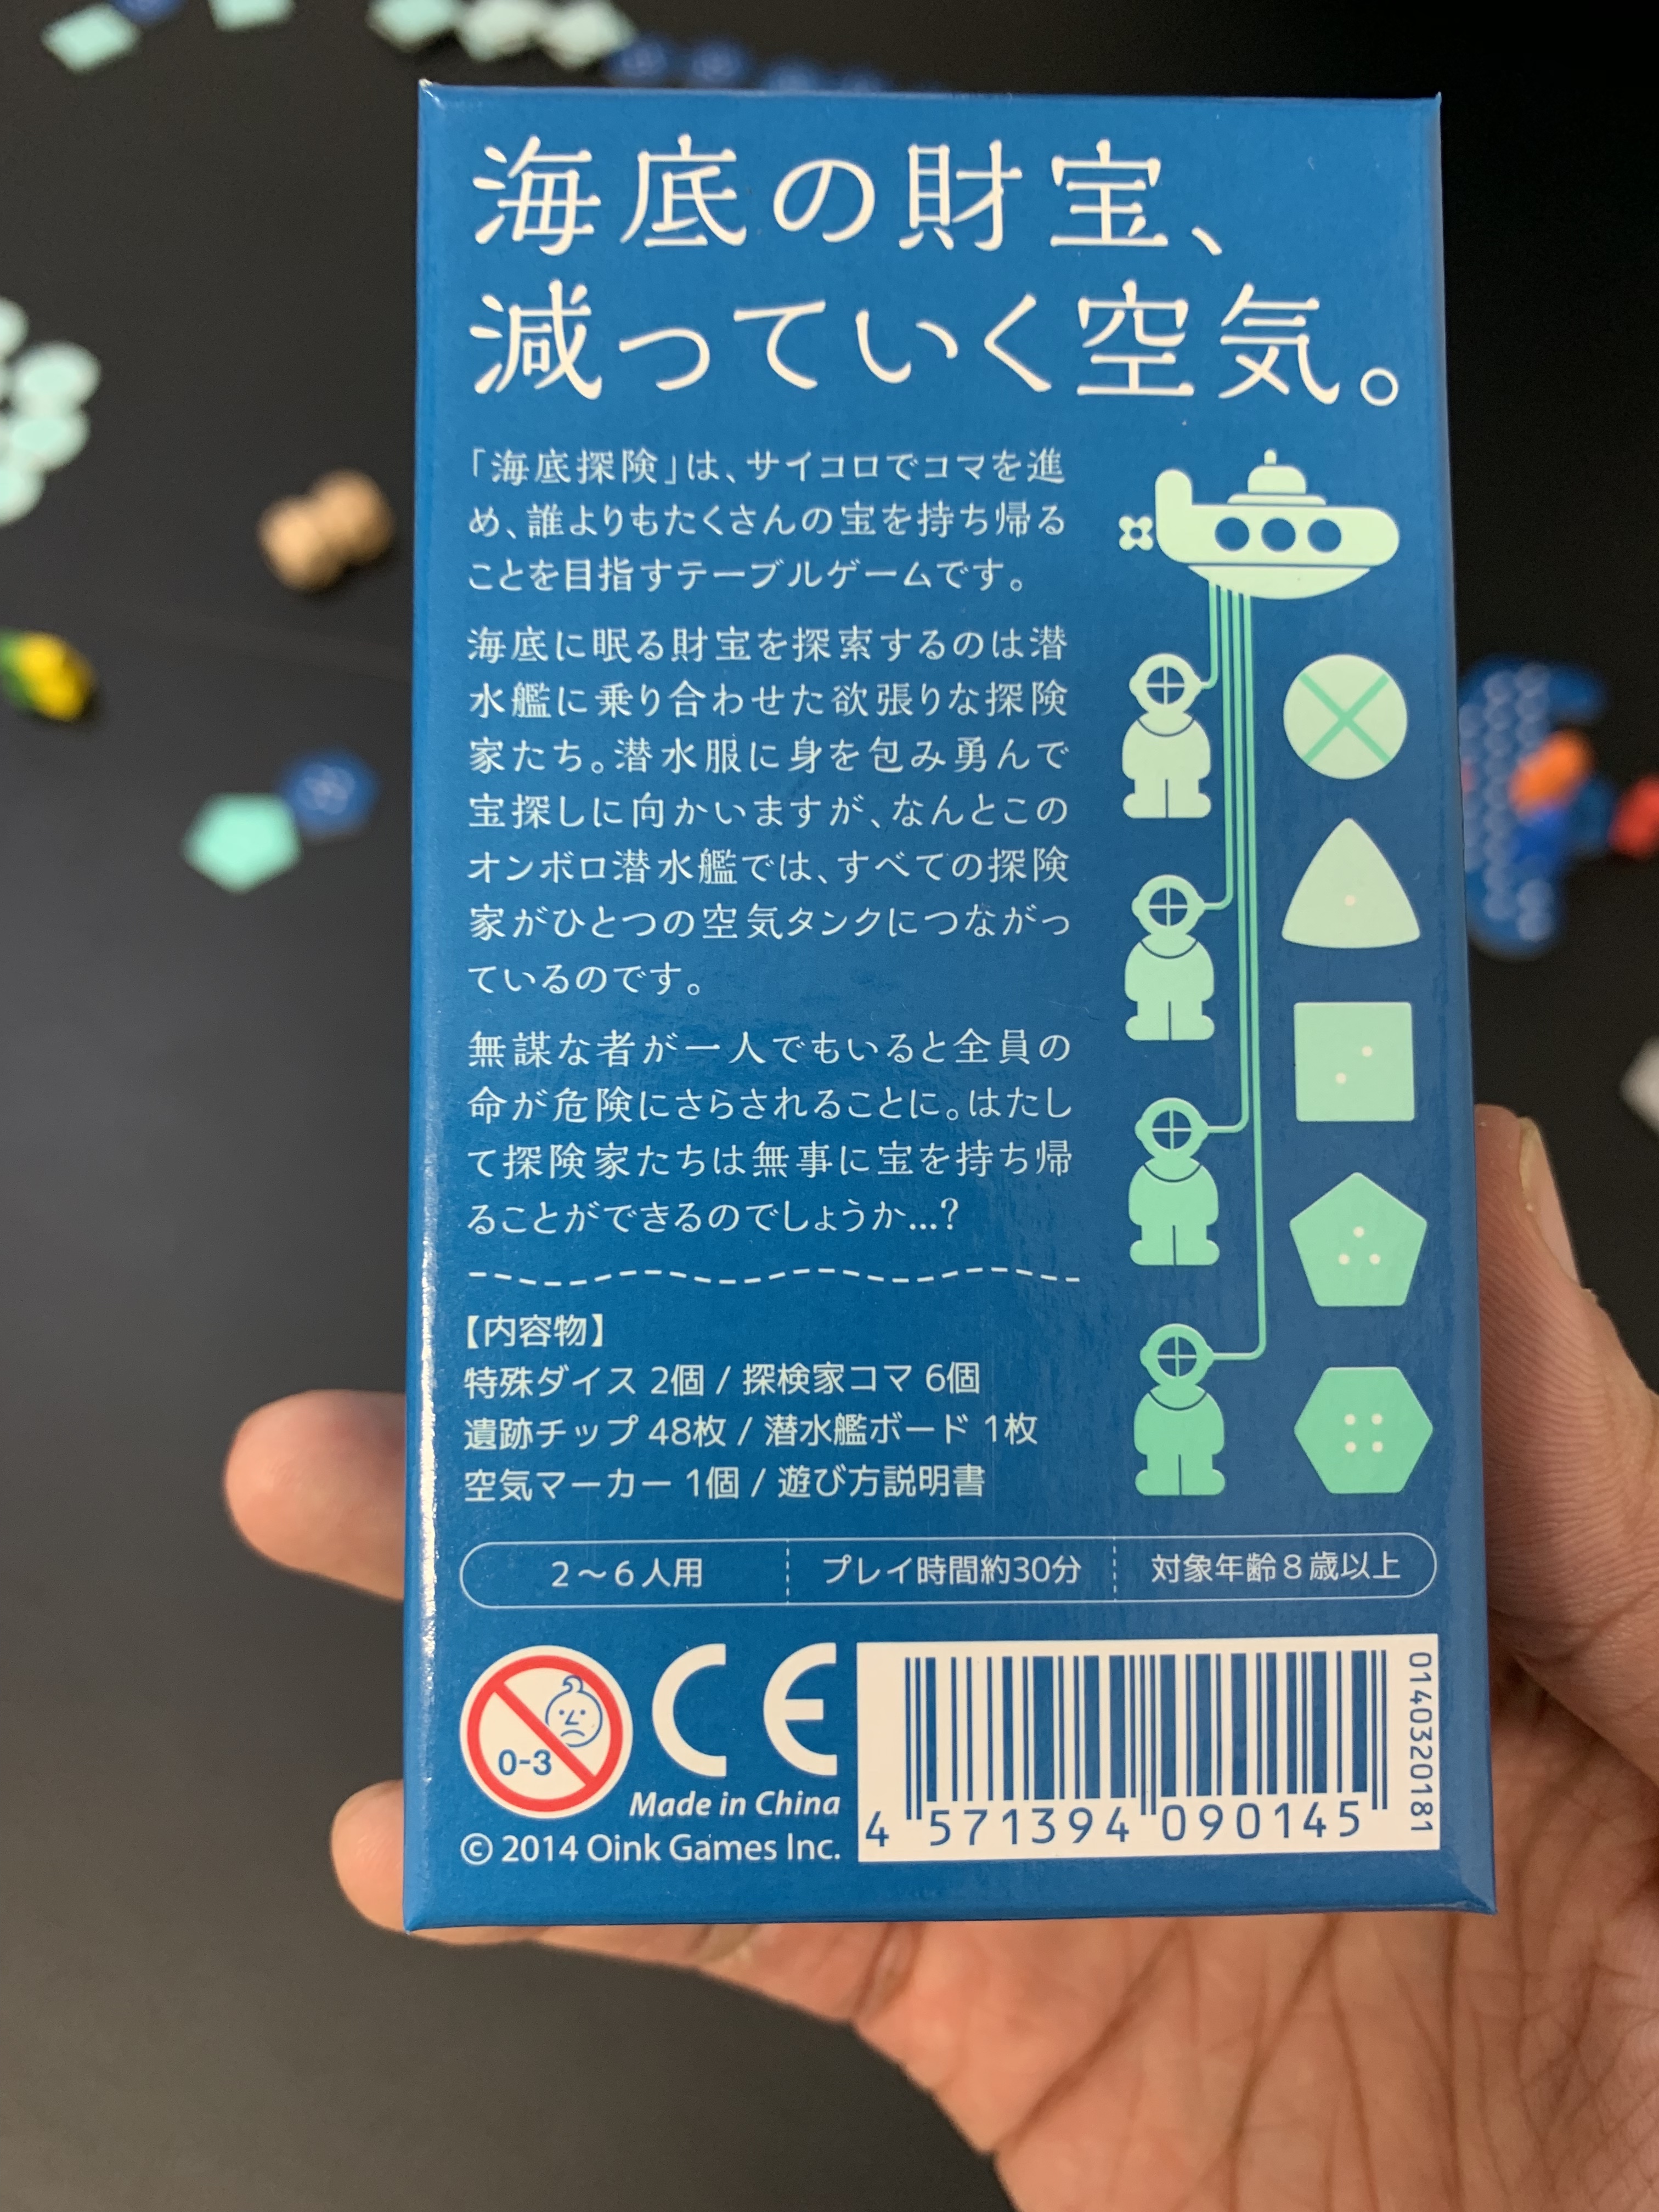 海底の財宝、
減っていく空気。
「海底探険」は、サイコロでコマを進
め、誰よりもたくさんの宝を持ち帰る
ことを目指すテーブルゲームです。
海底に眠る財宝を探索するのは潜
水艦に乗り合わせた欲張りな探険
家たち。潜水服に身を包み勇んで
宝探しに向かいますが、なんとこの
オンボロ潜水艦では、すべての探険
家がひとつの空気タンクにつながっ
ているのです。
無謀な者が一人でもいると全員の
命が危険にさらされることに。はたし
て探険家たちは無事に宝を持ち帰
ることができるのでしょうか...?
【内容物】
特殊ダイス 2個 / 探検家コマ 6個
遺跡チップ 48枚 / 潜水艦ボード 1枚
空気マーカー 1個 / 遊び方説明書
2～6人用 プレイ時間約30分 対象年齢8歳以上
0-3
CE
Made in China
© 2014 Oink Games Inc.
4 571394 090145
0140320181